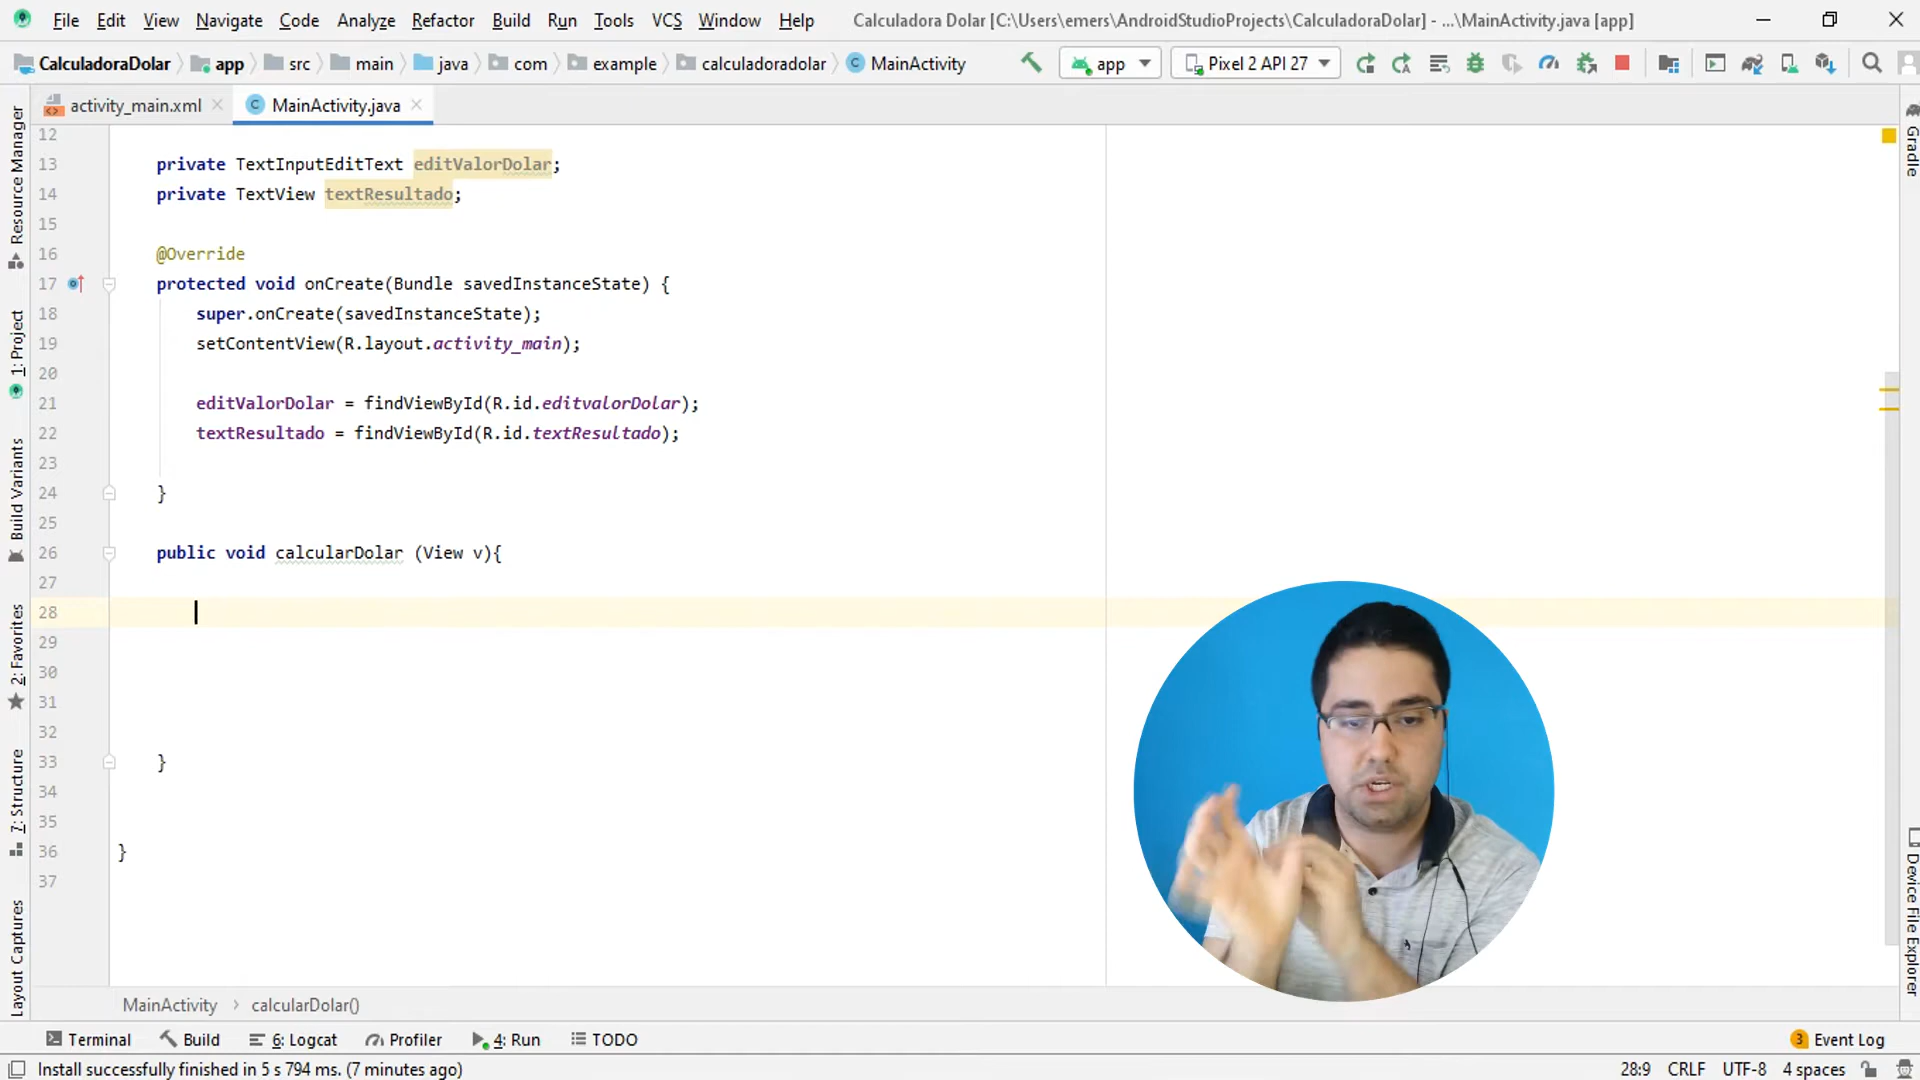 File Edit View Navigate Code Analyze Refactor Build Run Tools VCS Window Help Calculadora Dolar [C:\Users\emers\AndroidStudioProjects\CalculadoraDolar] - ...\MainActivity.java [app]
CalculadoraDolar app src main java com example calculadoradolar MainActivity app Pixel 2 API 27
activity_main.xml MainActivity.java
12
13 private TextInputEditText editValorDolar;
14 private TextView textResultado;
15
16 @Override
17 protected void onCreate(Bundle savedInstanceState) {
18 super.onCreate(savedInstanceState);
19 setContentView(R.layout.activity_main);
20
21 editValorDolar = findViewById(R.id.editvalorDolar);
22 textResultado = findViewById(R.id.textResultado);
23
24 }
25
26 public void calcularDolar (View v){
27
28
29
30
31
32
33 }
34
35
36 }
37
Resource Manager
1: Project
Build Variants
2: Favorites
7: Structure
Layout Captures
Gradle
Device File Explorer
MainActivity calcularDolar()
Terminal Build 6: Logcat Profiler 4: Run TODO 3 Event Log
Install successfully finished in 5 s 794 ms. (7 minutes ago) 28:9 CRLF UTF-8 4 spaces